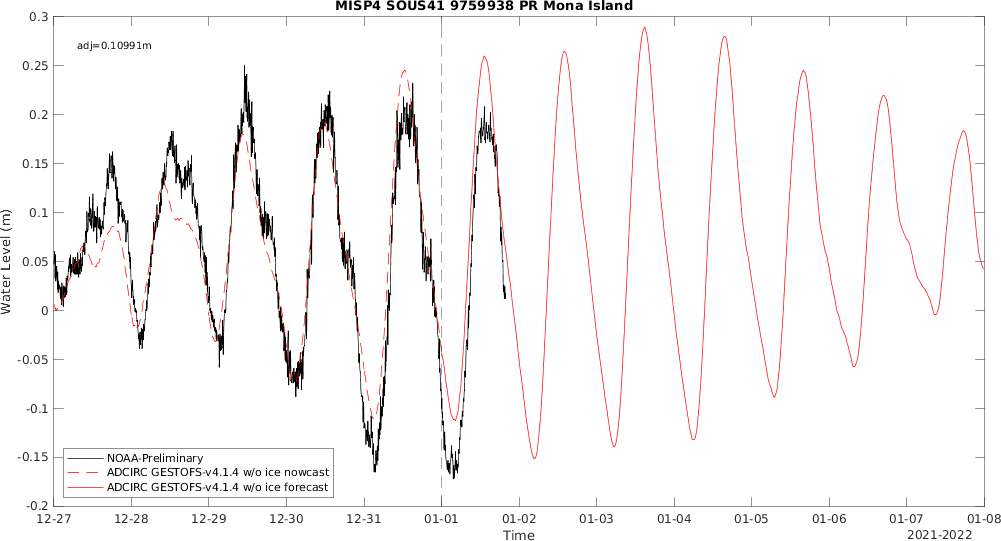 MISP4 SOUS41 9759938 PR Mona Island
adj=0.10991m
0.3
0.25
0.2
0.15
0.1
0.05
0
-0.05
-0.1
-0.15
-0.2
Water Level (m)
NOAA-Preliminary
ADCIRC GESTOFS-v4.1.4 w/o ice nowcast
ADCIRC GESTOFS-v4.1.4 w/o ice forecast
12-27 12-28 12-29 12-30 12-31 01-01 01-02 01-03 01-04 01-05 01-06 01-07 01-08
Time
2021-2022